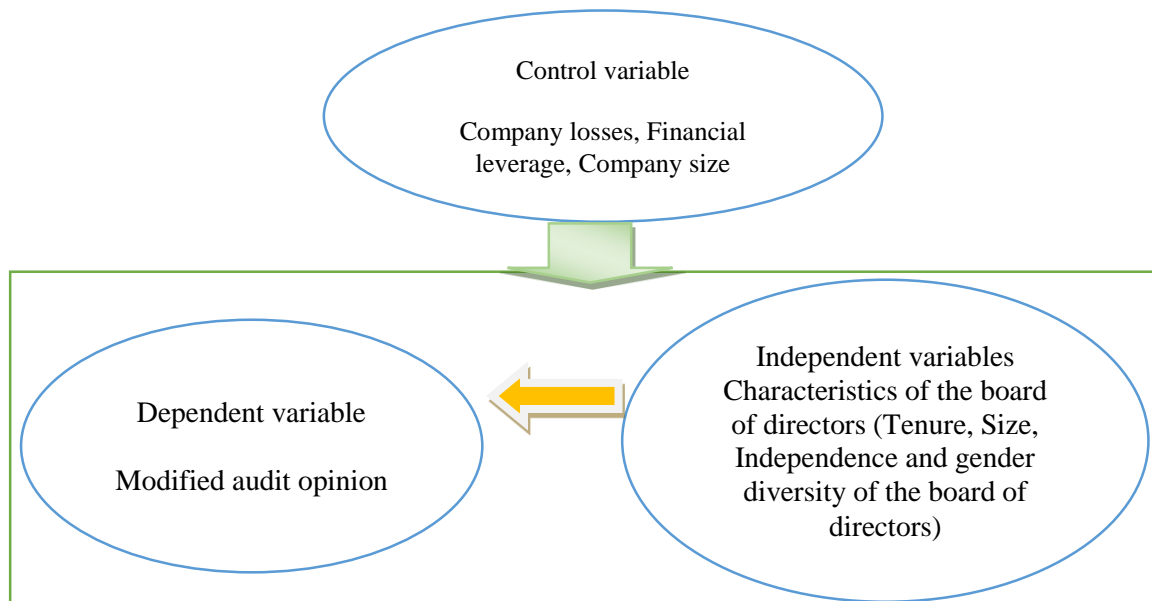 Control variable
Company losses, Financial
leverage, Company size
Dependent variable
Modified audit opinion
Independent variables
Characteristics of the board
of directors (Tenure, Size,
Independence and gender
diversity of the board of
directors)